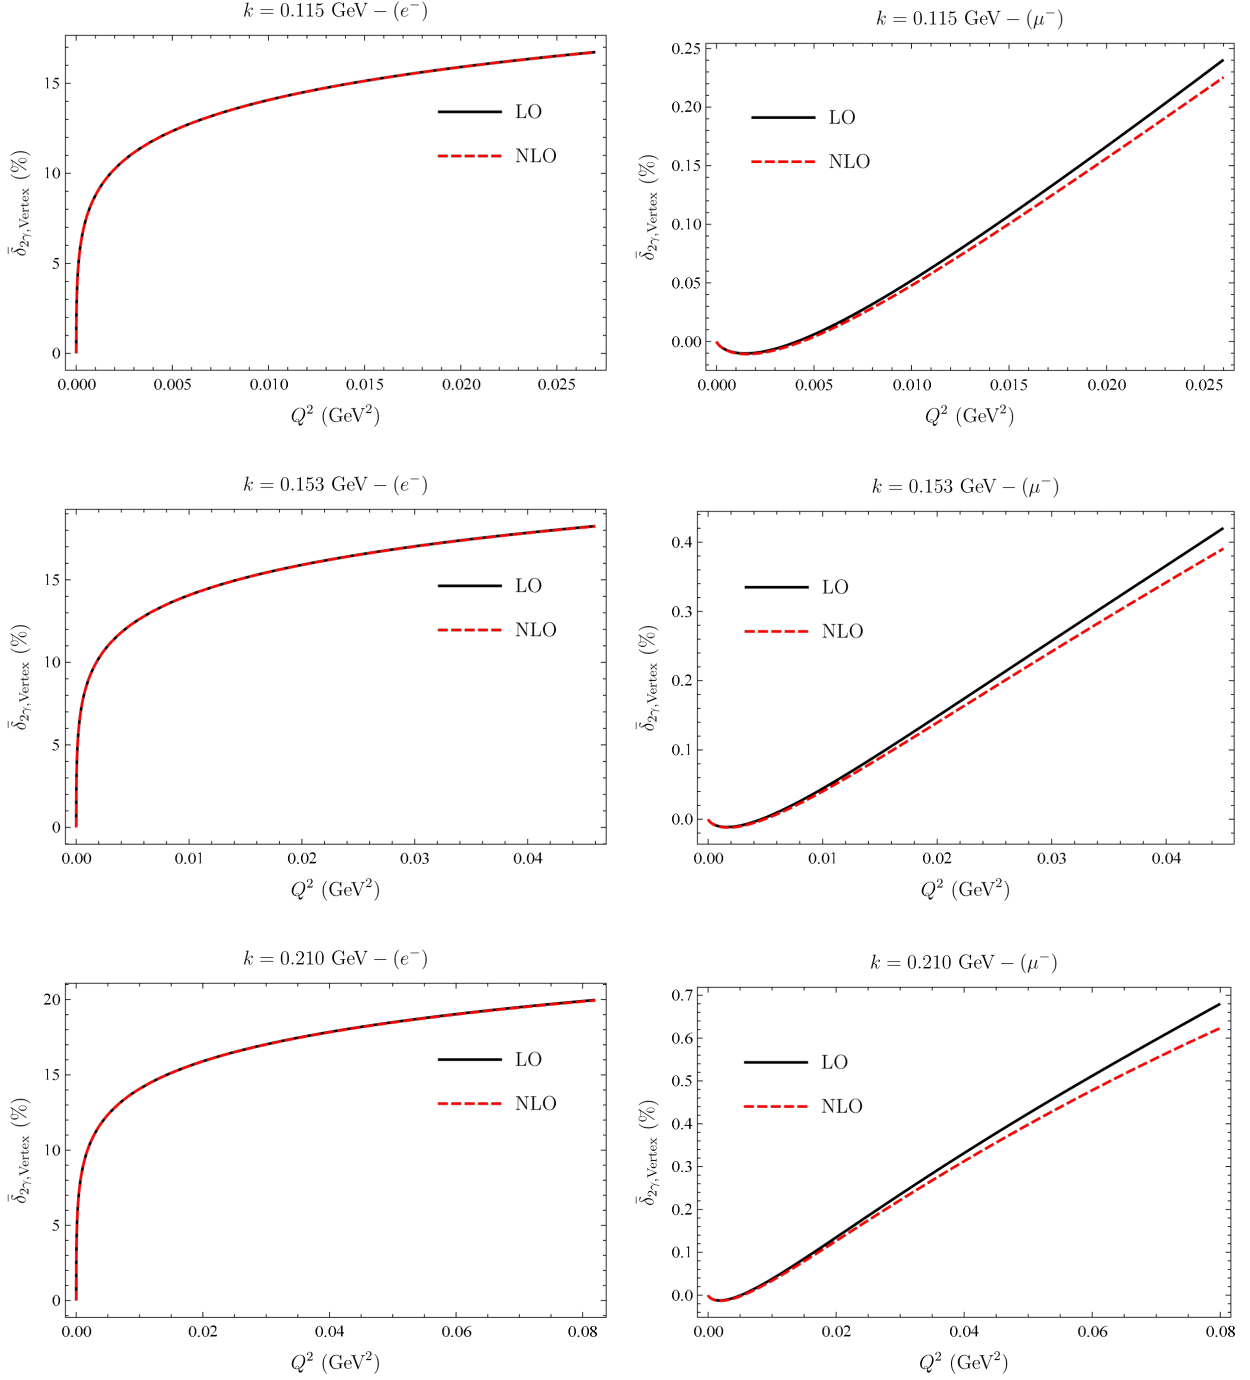 k = 0.115 GeV − (e⁻)
15
10
5
0
δ̄₂γ,Vertex (%)
LO
NLO
0.000 0.005 0.010 0.015 0.020 0.025
Q² (GeV²)
k = 0.115 GeV − (μ⁻)
0.25
0.20
0.15
0.10
0.05
0.00
δ̄₂γ,Vertex (%)
LO
NLO
0.000 0.005 0.010 0.015 0.020 0.025
Q² (GeV²)
k = 0.153 GeV − (e⁻)
15
10
5
0
δ̄₂γ,Vertex (%)
LO
NLO
0.00 0.01 0.02 0.03 0.04
Q² (GeV²)
k = 0.153 GeV − (μ⁻)
0.4
0.3
0.2
0.1
0.0
δ̄₂γ,Vertex (%)
LO
NLO
0.00 0.01 0.02 0.03 0.04
Q² (GeV²)
k = 0.210 GeV − (e⁻)
20
15
10
5
0
δ̄₂γ,Vertex (%)
LO
NLO
0.00 0.02 0.04 0.06 0.08
Q² (GeV²)
k = 0.210 GeV − (μ⁻)
0.7
0.6
0.5
0.4
0.3
0.2
0.1
0.0
δ̄₂γ,Vertex (%)
LO
NLO
0.00 0.02 0.04 0.06 0.08
Q² (GeV²)